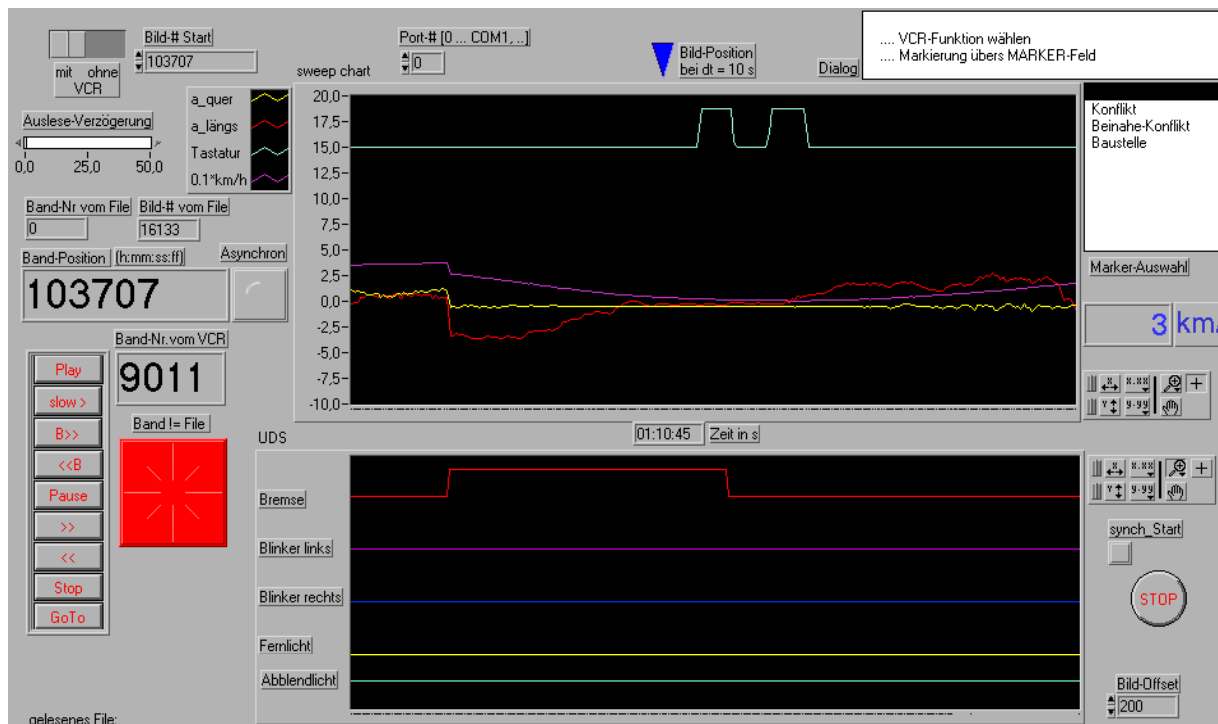 Bild-# Start
103707
mit ohne
VCR
Port-# [0 ... COM1,..]
0
Bild-Position
bei dt = 10 s
Dialog
.... VCR-Funktion wählen
.... Markierung übers MARKER-Feld
sweep chart
Auslese-Verzögerung
0,0 25,0 50,0
a_quer
a_längs
Tastatur
0.1*km/h
20,0
17,5
15,0
12,5
10,0
7,5
5,0
2,5
0,0
-2,5
-5,0
-7,5
-10,0
Konflikt
Beinahe-Konflikt
Baustelle
Marker-Auswahl
3 km/
Band-Nr vom File Bild-# vom File
0 16133
Band-Position (h:mm:ss:ff) Asynchron
103707
Band-Nr. vom VCR
9011
Band != File
Play
slow >
B>>
<<B
Pause
>>
<<
Stop
GoTo
01:10:45 Zeit in s
UDS
Bremse
Blinker links
Blinker rechts
Fernlicht
Abblendlicht
X X.XX
Y Y.YY
X X.XX
Y Y.YY
synch_Start
STOP
Bild-Offset
200
gelesenes File: